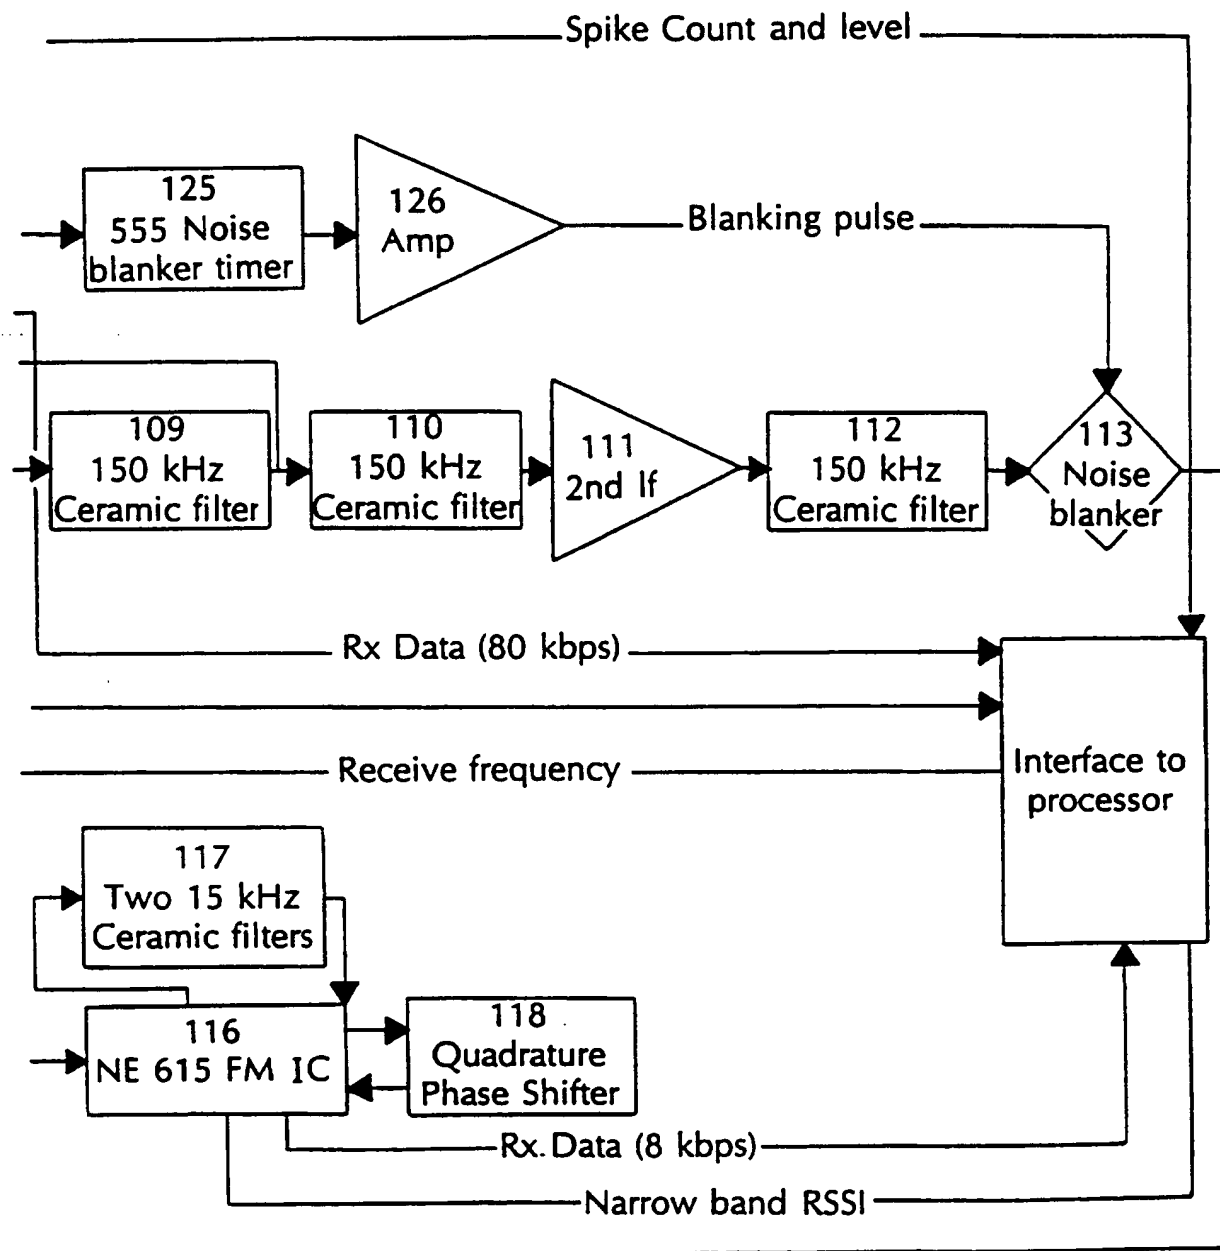 Spike Count and level
125
555 Noise
blanker timer
126
Amp
Blanking pulse
109
150 kHz
Ceramic filter
110
150 kHz
Ceramic filter
111
2nd If
112
150 kHz
Ceramic filter
113
Noise
blanker
Rx Data (80 kbps)
Receive frequency
Interface to
processor
117
Two 15 kHz
Ceramic filters
116
NE 615 FM IC
118
Quadrature
Phase Shifter
Rx. Data (8 kbps)
Narrow band RSSI